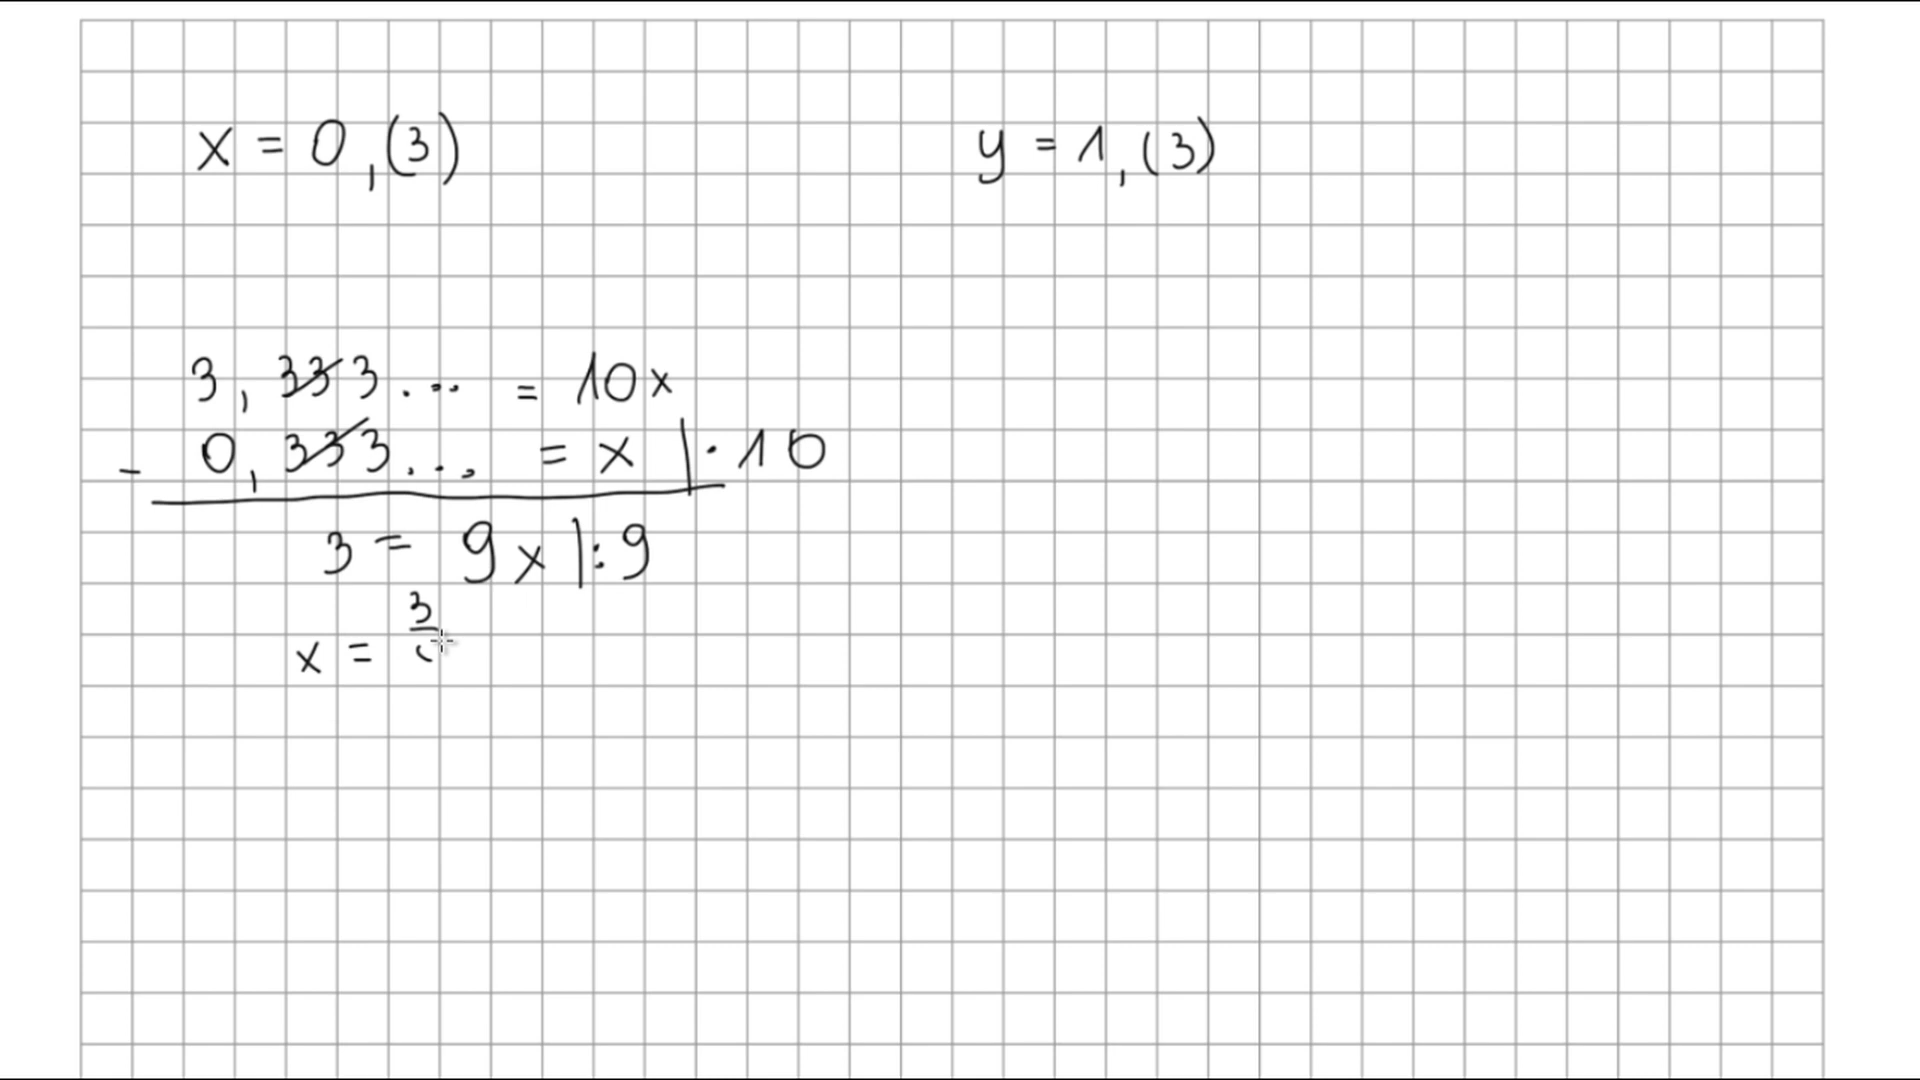 x = 0,(3)
y = 1,(3)
3,333... = 10x
- 0,333... = x |·10
3 = 9x |:9
x = 3/